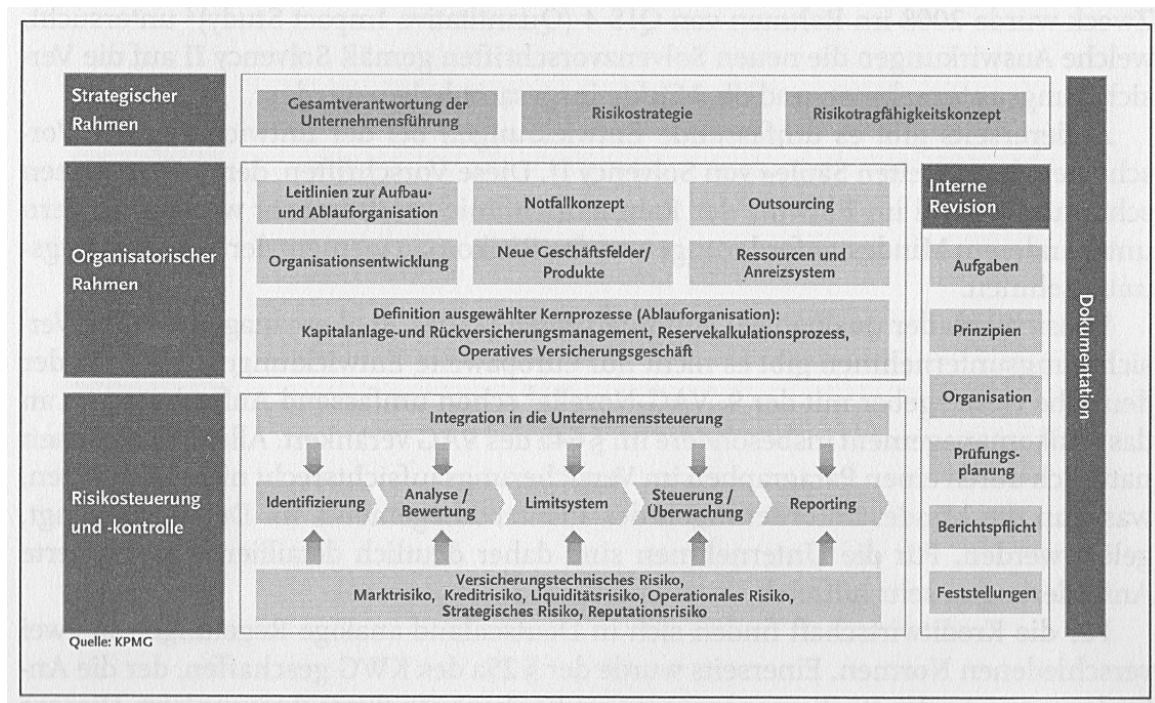 Strategischer
Rahmen
Gesamtverantwortung der
Unternehmensführung
Risikostrategie
Risikotragfähigkeitskonzept
Organisatorischer
Rahmen
Leitlinien zur Aufbau-
und Ablauforganisation
Notfallkonzept
Outsourcing
Organisationsentwicklung
Neue Geschäftsfelder/
Produkte
Ressourcen und
Anreizsystem
Definition ausgewählter Kernprozesse (Ablauforganisation):
Kapitalanlage und Rückversicherungsmanagement, Reservekalkulationsprozess,
Operatives Versicherungsgeschäft
Risikosteuerung
und -kontrolle
Integration in die Unternehmenssteuerung
Identifizierung
Analyse /
Bewertung
Limitsystem
Steuerung /
Überwachung
Reporting
Versicherungstechnisches Risiko,
Marktrisiko, Kreditrisiko, Liquiditätsrisiko, Operationales Risiko,
Strategisches Risiko, Reputationsrisiko
Interne
Revision
Aufgaben
Prinzipien
Organisation
Prüfungs-
planung
Berichtspflicht
Feststellungen
Dokumentation
Quelle: KPMG